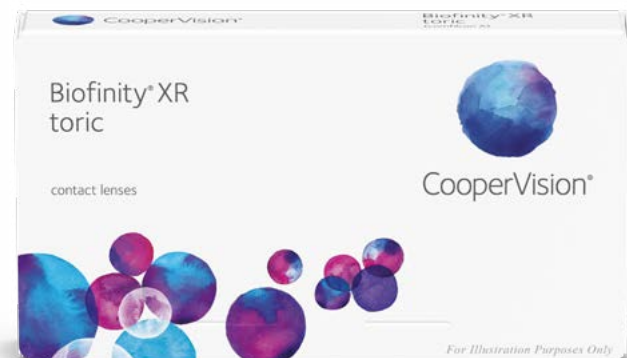 CooperVision®
Biofinity® XR
toric
Biofinity® XR
toric
contact lenses
CooperVision®
For Illustration Purposes Only